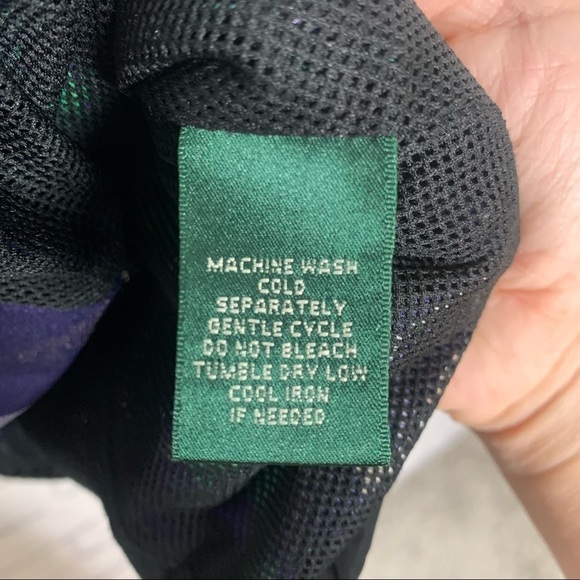 MACHINE WASH
COLD
SEPARATELY
GENTLE CYCLE
DO NOT BLEACH
TUMBLE DRY LOW
COOL IRON
IF NEEDED